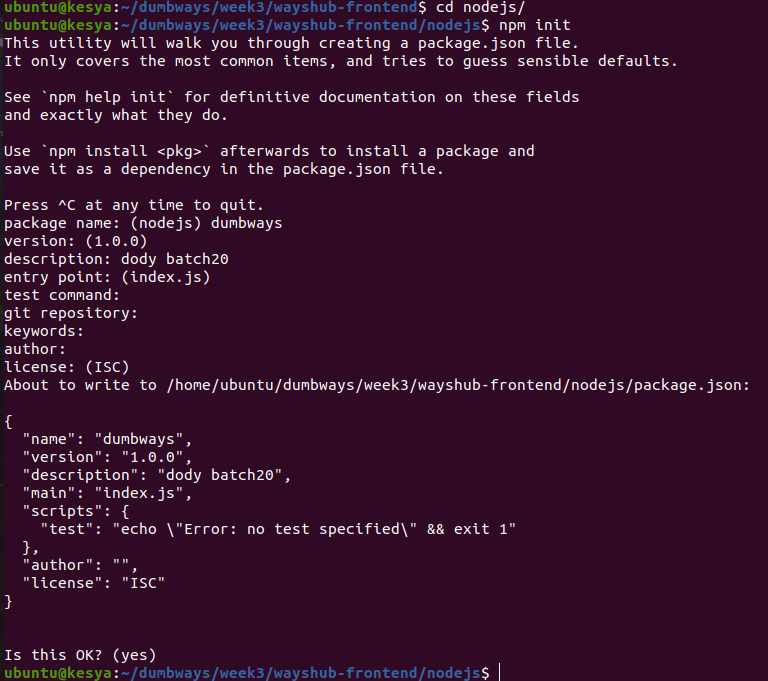 ubuntu@kesya:~/dumbways/week3/wayshub-frontend$ cd nodejs/
ubuntu@kesya:~/dumbways/week3/wayshub-frontend/nodejs$ npm init
This utility will walk you through creating a package.json file.
It only covers the most common items, and tries to guess sensible defaults.

See `npm help init` for definitive documentation on these fields
and exactly what they do.

Use `npm install <pkg>` afterwards to install a package and
save it as a dependency in the package.json file.

Press ^C at any time to quit.
package name: (nodejs) dumbways
version: (1.0.0)
description: dody batch20
entry point: (index.js)
test command:
git repository:
keywords:
author:
license: (ISC)
About to write to /home/ubuntu/dumbways/week3/wayshub-frontend/nodejs/package.json:

{
  "name": "dumbways",
  "version": "1.0.0",
  "description": "dody batch20",
  "main": "index.js",
  "scripts": {
    "test": "echo \"Error: no test specified\" && exit 1"
  },
  "author": "",
  "license": "ISC"
}

Is this OK? (yes)
ubuntu@kesya:~/dumbways/week3/wayshub-frontend/nodejs$